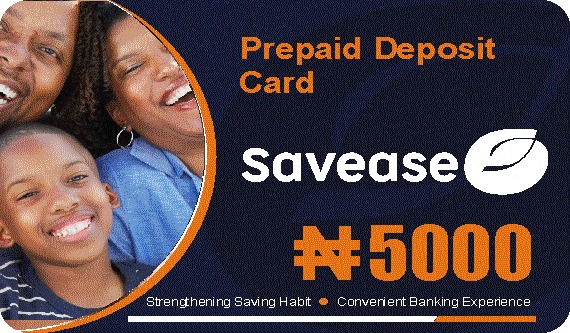 Prepaid Deposit
Card
Savease
₦5000
Strengthening Saving Habit • Convenient Banking Experience